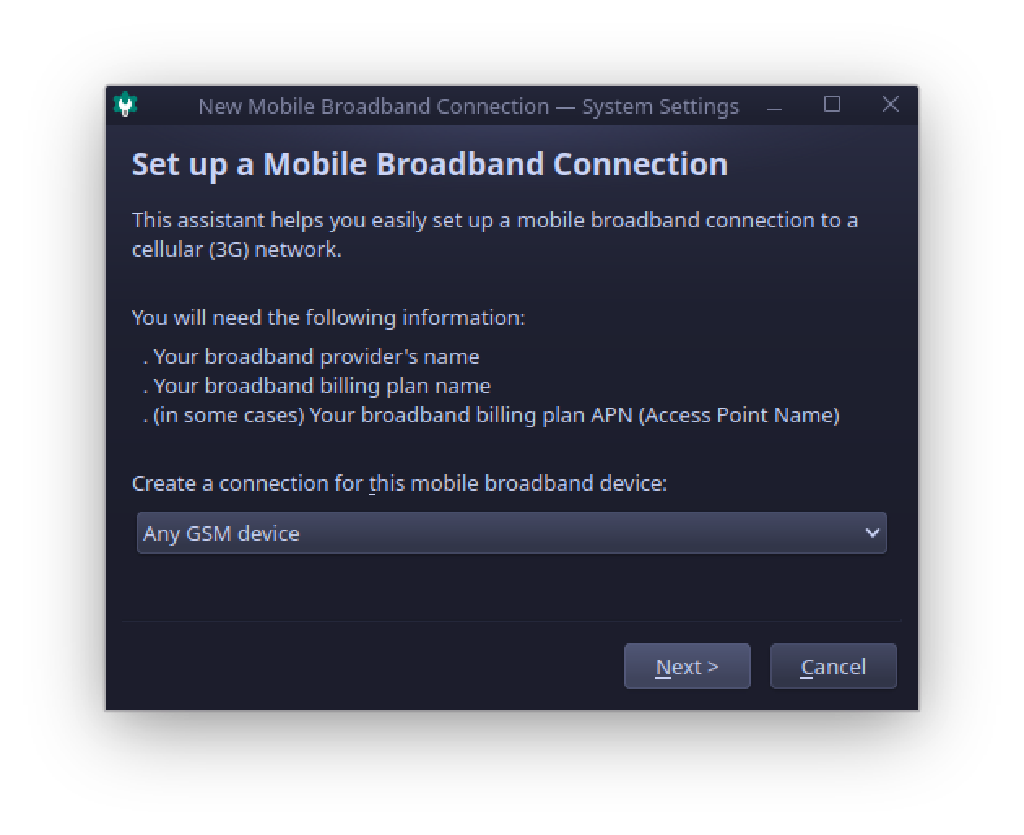 New Mobile Broadband Connection — System Settings
Set up a Mobile Broadband Connection
This assistant helps you easily set up a mobile broadband connection to a
cellular (3G) network.
You will need the following information:
. Your broadband provider's name
. Your broadband billing plan name
. (in some cases) Your broadband billing plan APN (Access Point Name)
Create a connection for this mobile broadband device:
Any GSM device
Next >
Cancel